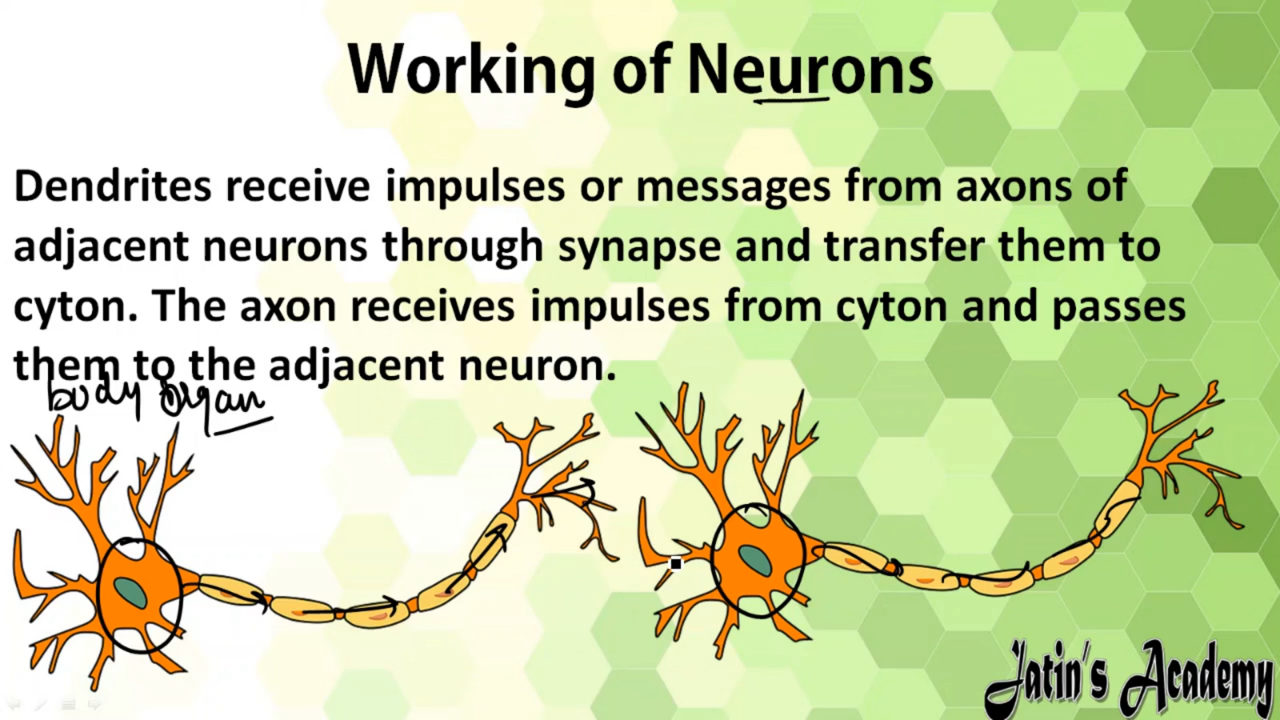 Working of Neurons
Dendrites receive impulses or messages from axons of
adjacent neurons through synapse and transfer them to
cyton. The axon receives impulses from cyton and passes
them to the adjacent neuron.
body organ
Jatin's Academy